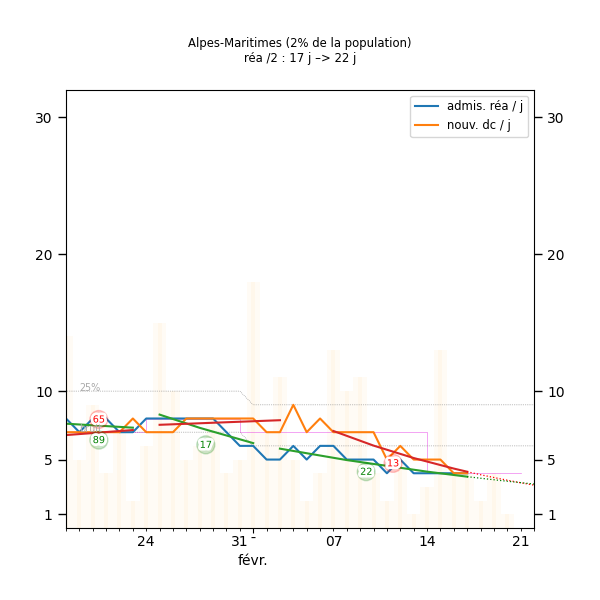 Alpes-Maritimes (2% de la population)
réa /2 : 17 j –> 22 j
admis. réa / j
nouv. dc / j
30 30
20 20
25%
10 10
65
89
17
13
22
5 5
1 1
24 31 07 14 21
févr.